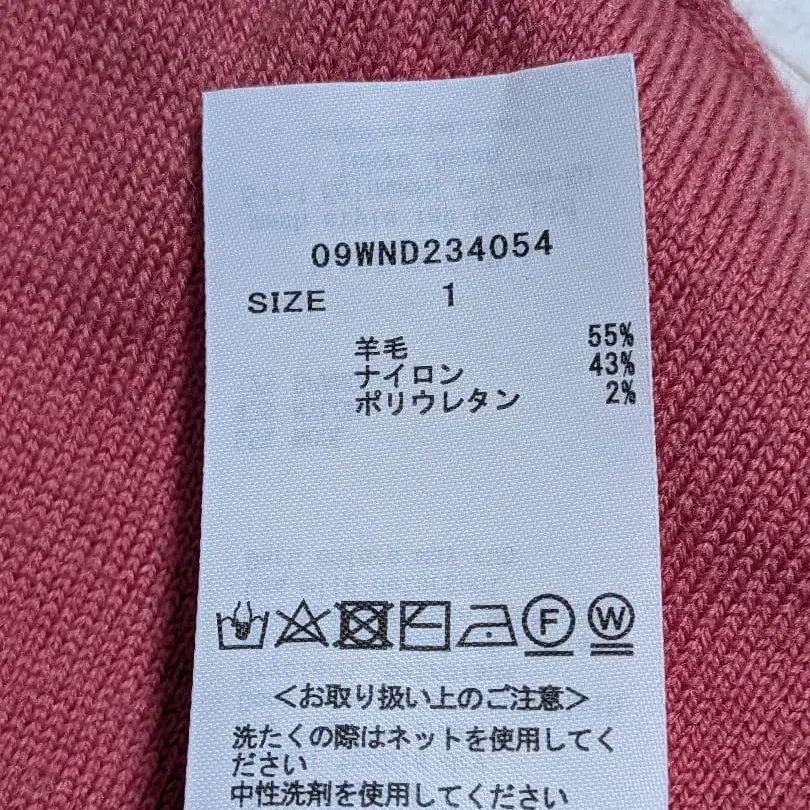 09WND234054
SIZE 1
羊毛 55%
ナイロン 43%
ポリウレタン 2%
F W
<お取り扱い上のご注意>
洗たくの際はネットを使用してく
ださい
中性洗剤を使用してください